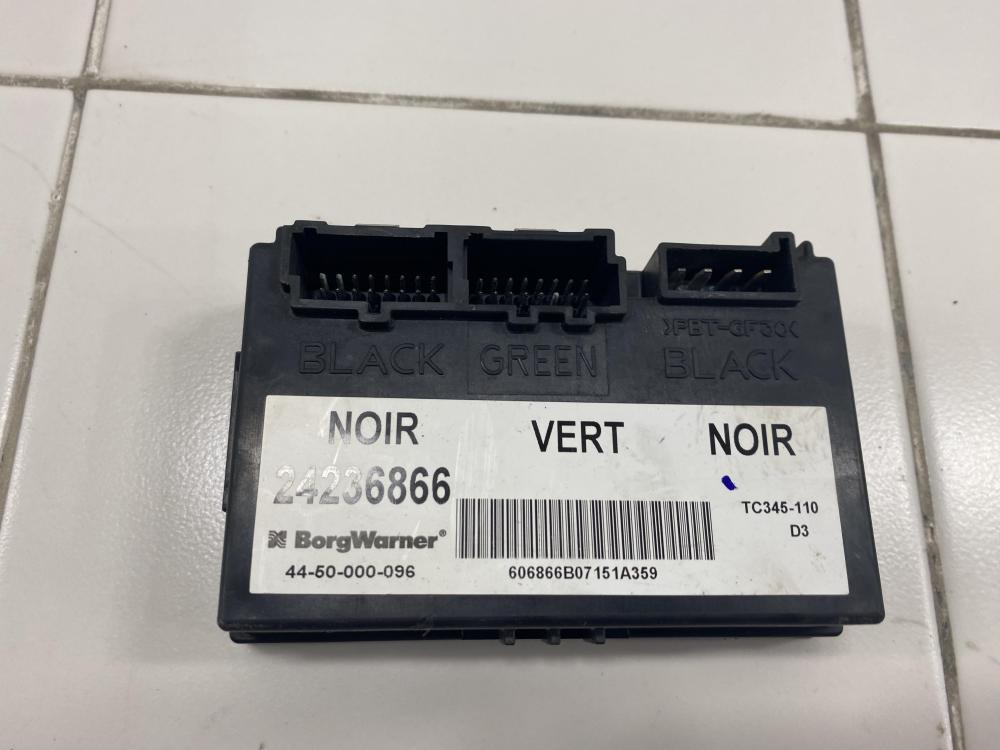 >PBT-GF30<
BLACK GREEN BLACK
NOIR VERT NOIR
24236866
TC345-110
BorgWarner®
D3
44-50-000-096
606866B07151A359